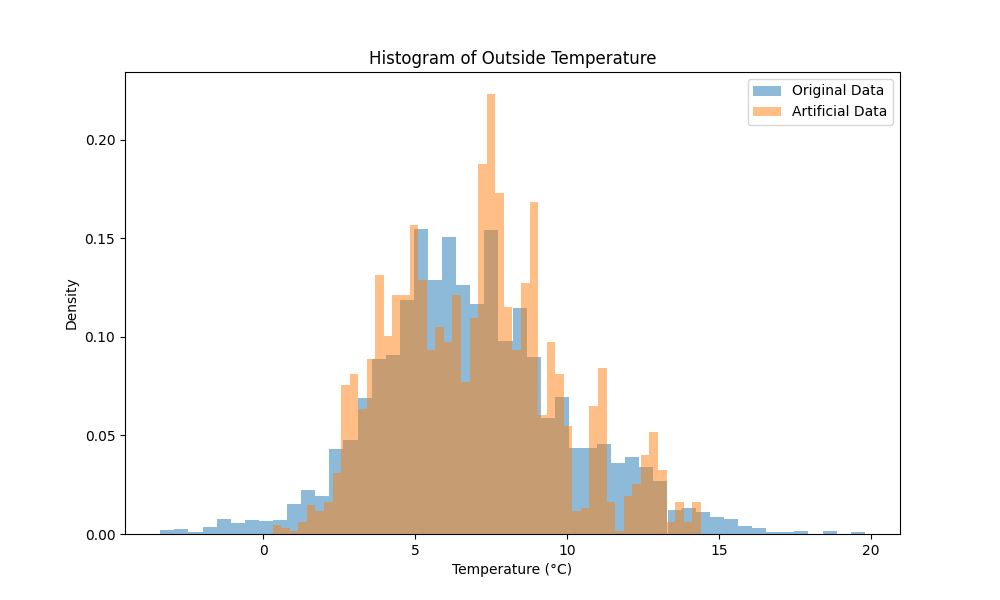 Histogram of Outside Temperature
Original Data
Artificial Data
0.20
0.15
0.10
0.05
0.00
Density
0
5
10
15
20
Temperature (°C)